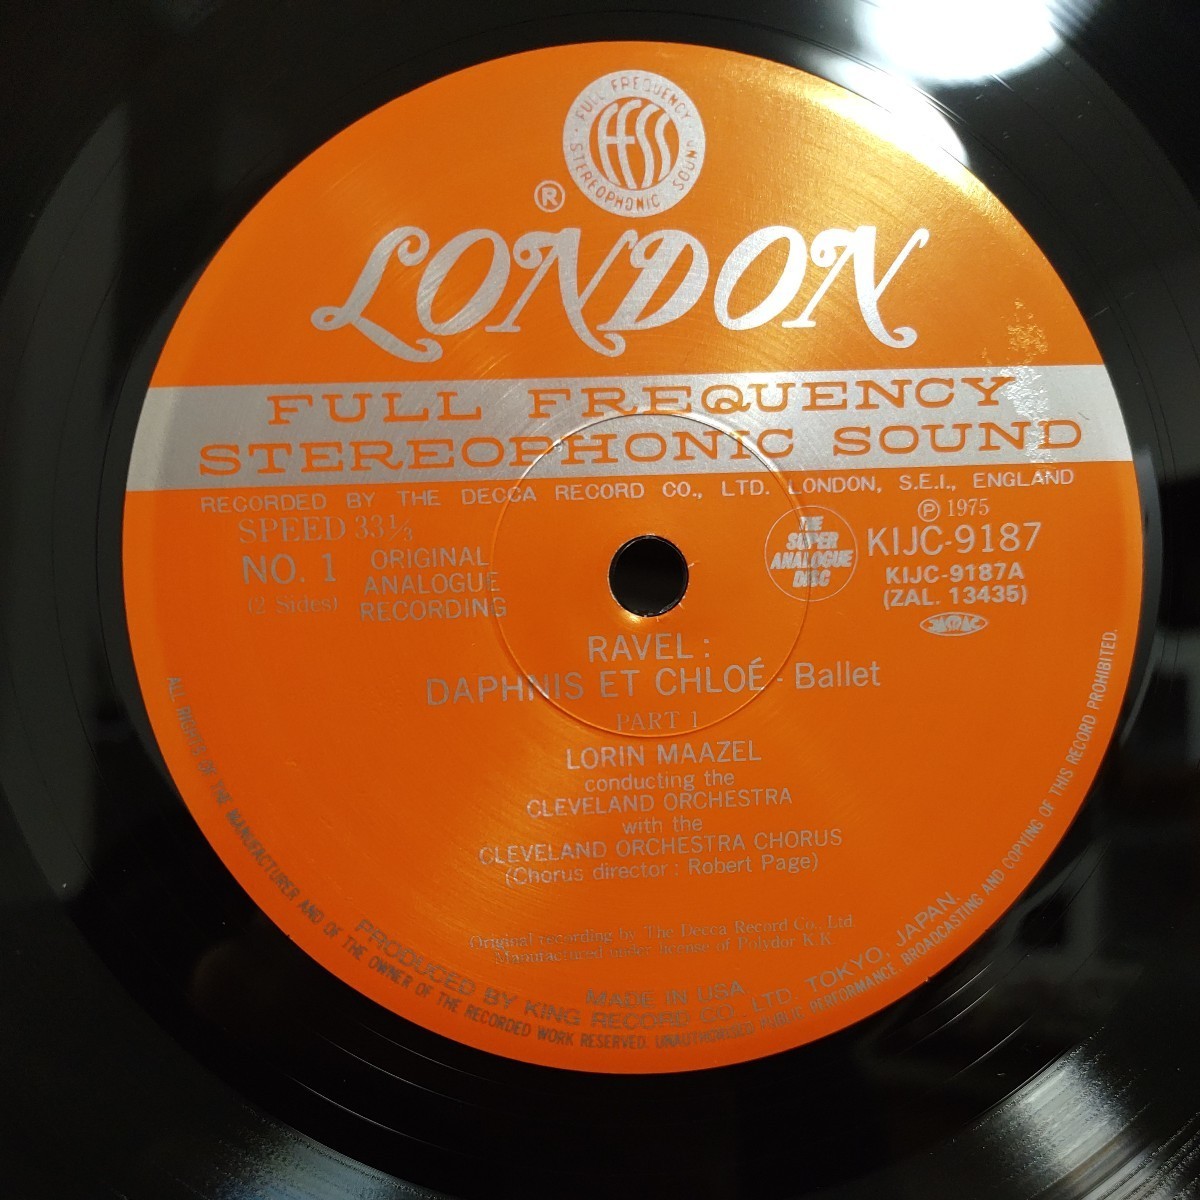 FULL FREQUENCY
ffss
STEREOPHONIC SOUND
®
LONDON
FULL FREQUENCY
STEREOPHONIC SOUND
RECORDED BY THE DECCA RECORD CO., LTD. LONDON, S.E.I., ENGLAND
SPEED 33⅓
NO. 1
(2 Sides)
ORIGINAL
ANALOGUE
RECORDING
THE
SUPER
ANALOGUE
DISC
Ⓟ 1975
KIJC-9187
KIJC-9187A
(ZAL. 13435)
RAVEL :
DAPHNIS ET CHLOÉ - Ballet
PART 1
LORIN MAAZEL
conducting the
CLEVELAND ORCHESTRA
with the
CLEVELAND ORCHESTRA CHORUS
(Chorus director : Robert Page)
Original recording by The Decca Record Co., Ltd.
Manufactured under license of Polydor K.K.
MADE IN USA
PRODUCED BY KING RECORD CO., LTD. TOKYO, JAPAN.
ALL RIGHTS OF THE MANUFACTURER AND OF THE OWNER OF THE RECORDED WORK RESERVED. UNAUTHORISED PUBLIC PERFORMANCE, BROADCASTING AND COPYING OF THIS RECORD PROHIBITED.